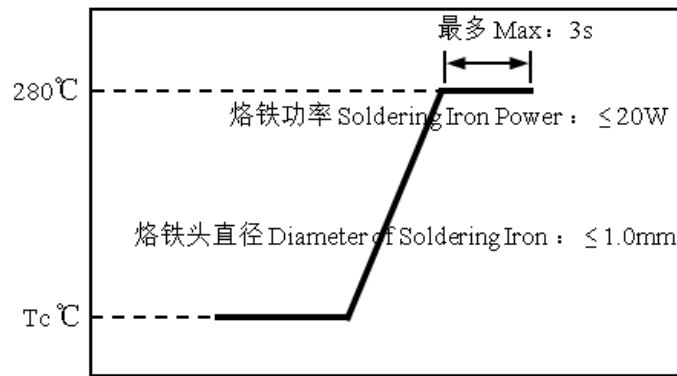 最多 Max：3s
280℃
烙铁功率 Soldering Iron Power：≤20W
烙铁头直径 Diameter of Soldering Iron：≤1.0mm
Tc ℃